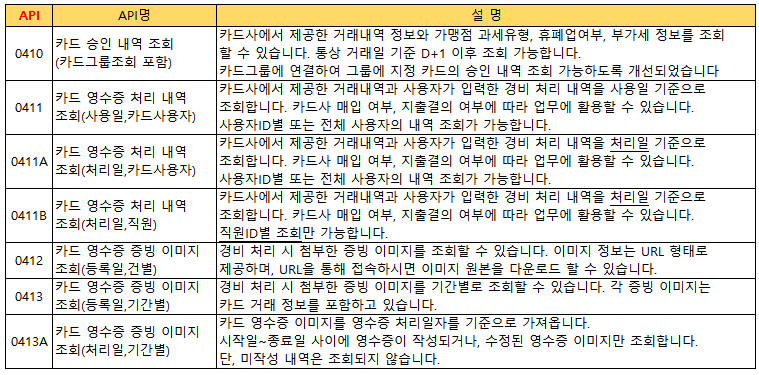 API API명 설 명
0410 카드 승인 내역 조회
(카드그룹조회 포함)
카드사에서 제공한 거래내역 정보와 가맹점 과세유형, 휴폐업여부, 부가세 정보를 조회
할 수 있습니다. 통상 거래일 기준 D+1 이후 조회 가능합니다.
카드그룹에 연결하여 그룹에 지정 카드의 승인 내역 조회 가능하도록 개선되었습니다
0411 카드 영수증 처리 내역
조회(사용일,카드사용자)
카드사에서 제공한 거래내역과 사용자가 입력한 경비 처리 내역을 사용일 기준으로
조회합니다. 카드사 매입 여부, 지출결의 여부에 따라 업무에 활용할 수 있습니다.
사용자ID별 또는 전체 사용자의 내역 조회가 가능합니다.
0411A 카드 영수증 처리 내역
조회(처리일,카드사용자)
카드사에서 제공한 거래내역과 사용자가 입력한 경비 처리 내역을 처리일 기준으로
조회합니다. 카드사 매입 여부, 지출결의 여부에 따라 업무에 활용할 수 있습니다.
사용자ID별 또는 전체 사용자의 내역 조회가 가능합니다.
0411B 카드 영수증 처리 내역
조회(처리일,직원)
카드사에서 제공한 거래내역과 사용자가 입력한 경비 처리 내역을 처리일 기준으로
조회합니다. 카드사 매입 여부, 지출결의 여부에 따라 업무에 활용할 수 있습니다.
직원ID별 조회만 가능합니다.
0412 카드 영수증 증빙 이미지
조회(등록일,건별)
경비 처리 시 첨부한 증빙 이미지를 조회할 수 있습니다. 이미지 정보는 URL 형태로
제공하며, URL을 통해 접속하시면 이미지 원본을 다운로드 할 수 있습니다.
0413 카드 영수증 증빙 이미지
조회(등록일,기간별)
경비 처리 시 첨부한 증빙 이미지를 기간별로 조회할 수 있습니다. 각 증빙 이미지는
카드 거래 정보를 포함하고 있습니다.
0413A 카드 영수증 증빙 이미지
조회(처리일,기간별)
카드 영수증 이미지를 영수증 처리일자를 기준으로 가져옵니다.
시작일~종료일 사이에 영수증이 작성되거나, 수정된 영수증 이미지만 조회합니다.
단, 미작성 내역은 조회되지 않습니다.